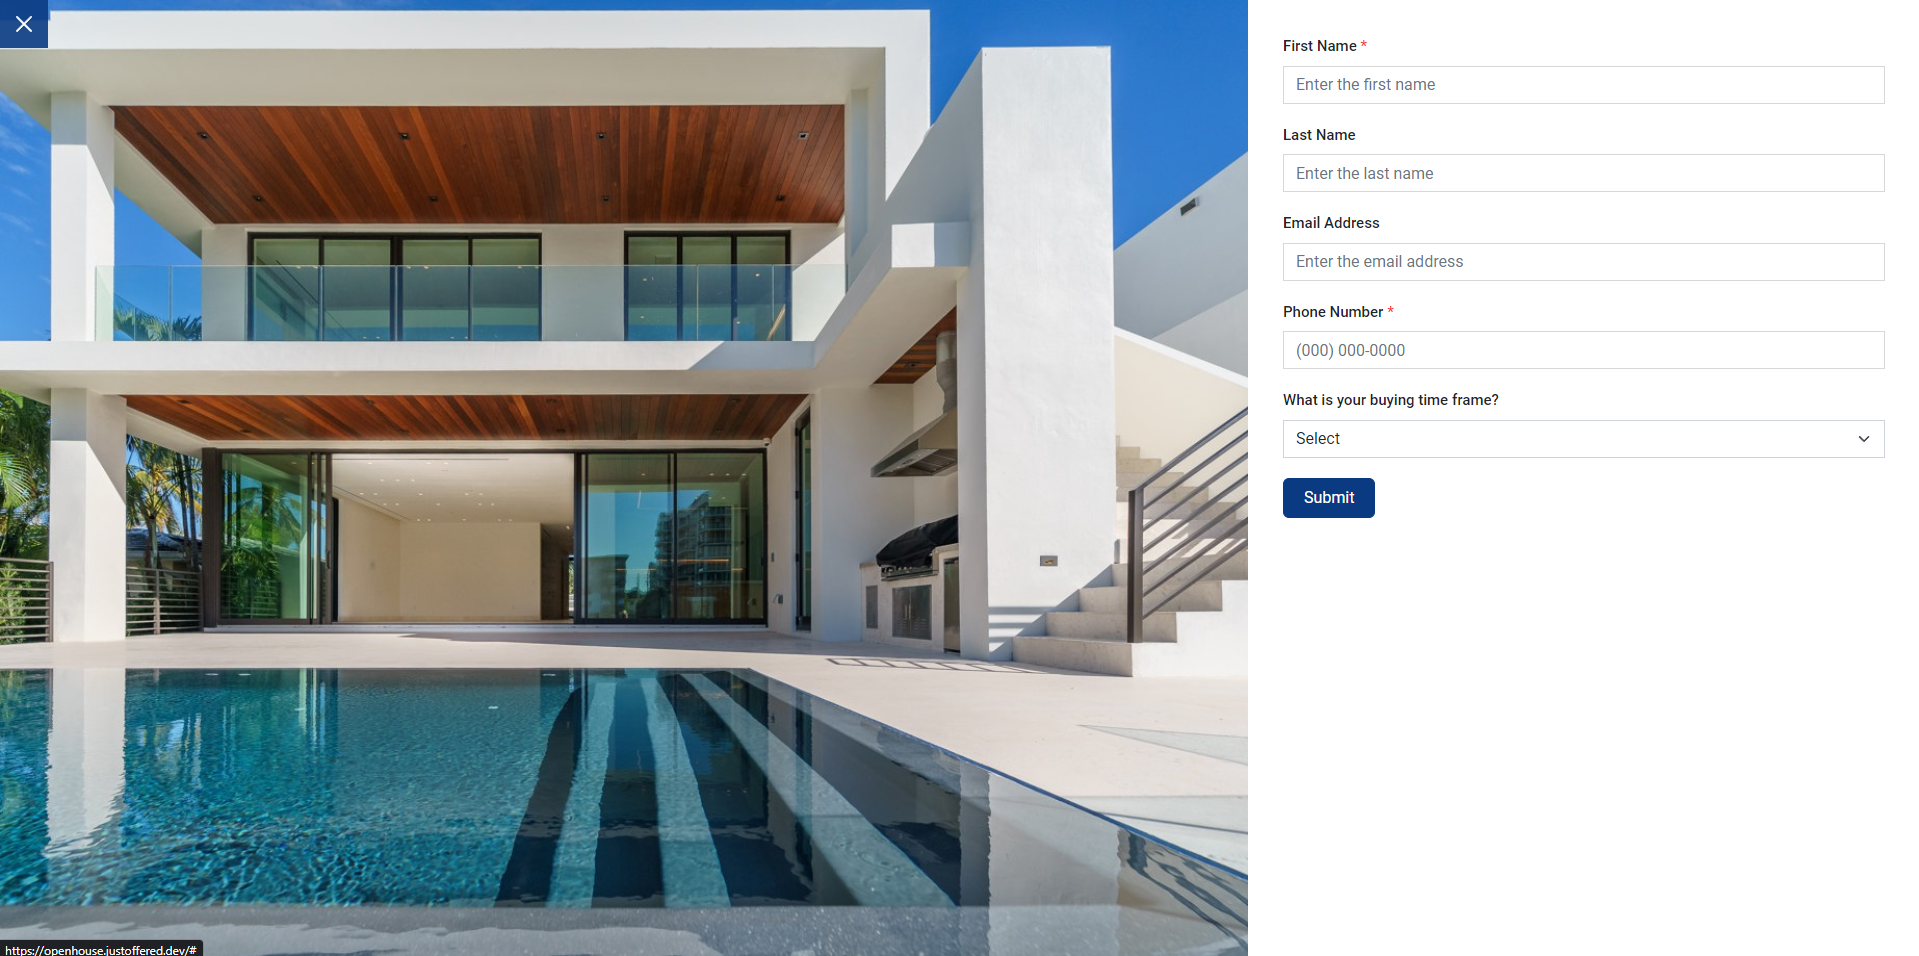 First Name *
Enter the first name
Last Name
Enter the last name
Email Address
Enter the email address
Phone Number *
(000) 000-0000
What is your buying time frame?
Select
Submit
https://openhouse.justoffered.dev/#